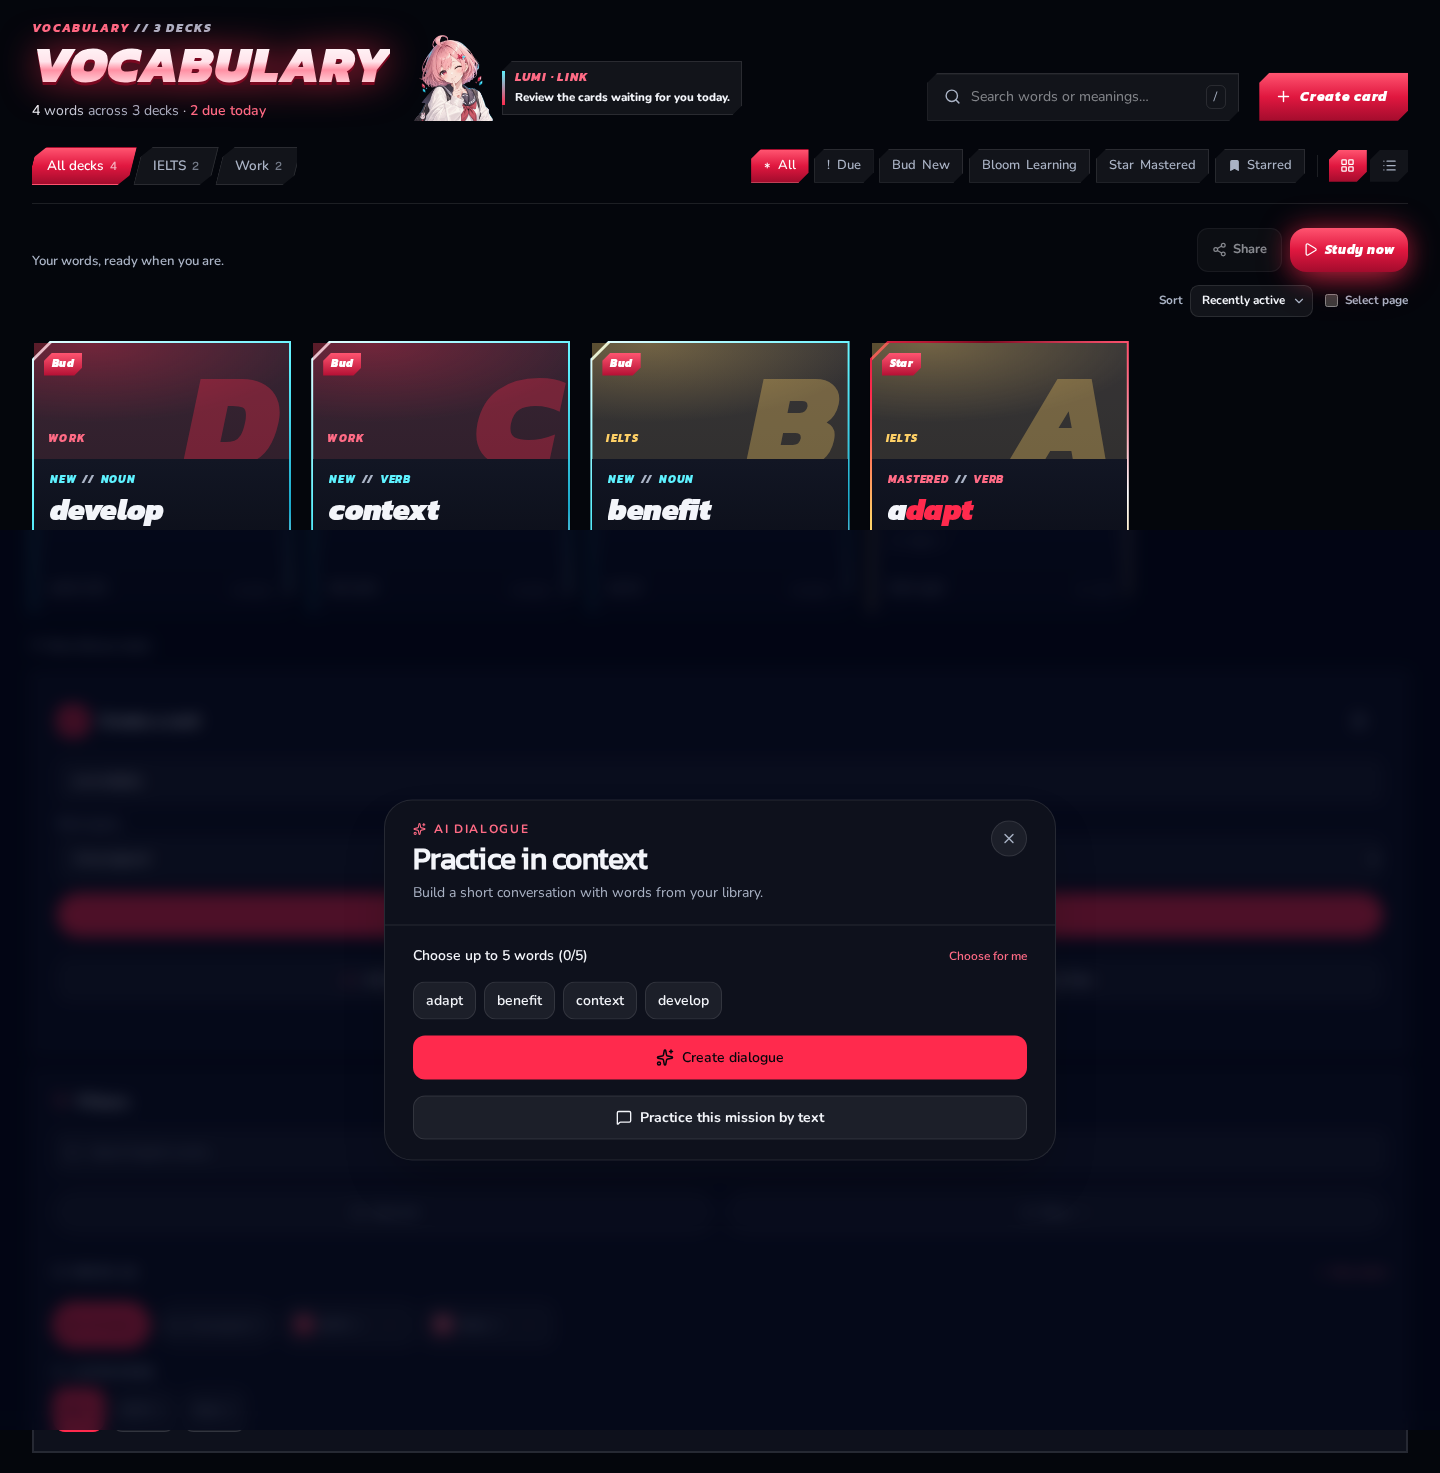 VOCABULARY // 3 DECKS
VOCABULARY
4 words across 3 decks · 2 due today
LUMI · LINK
Review the cards waiting for you today.
Search words or meanings...
/
Create card
All decks 4
IELTS 2
Work 2
All
! Due
Bud New
Bloom Learning
Star Mastered
Starred
Your words, ready when you are.
Share
Study now
Sort
Recently active
Select page
Bud
D
WORK
NEW // NOUN
develop
Bud
C
WORK
NEW // VERB
context
Bud
B
IELTS
NEW // NOUN
benefit
Star
A
IELTS
MASTERED // VERB
adapt
AI DIALOGUE
Practice in context
Build a short conversation with words from your library.
Choose up to 5 words (0/5)
Choose for me
adapt
benefit
context
develop
Create dialogue
Practice this mission by text